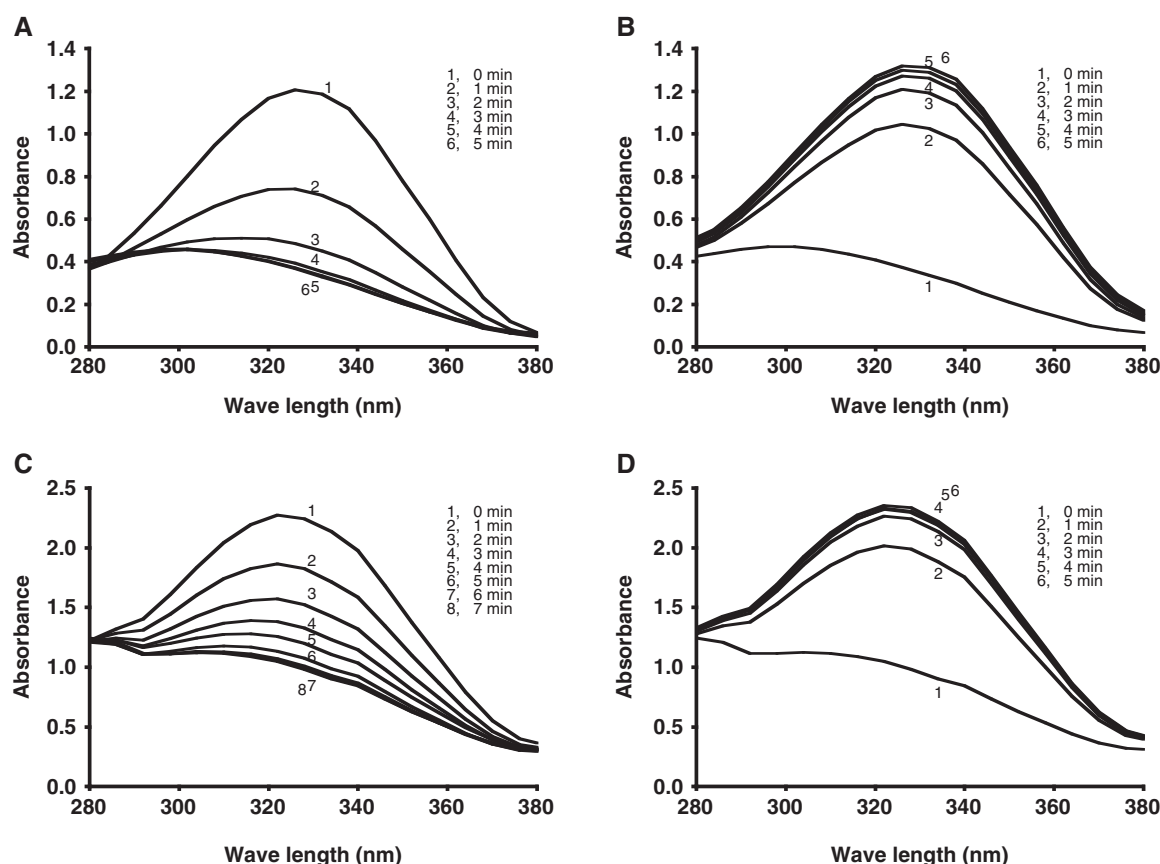 A
1.4
1.2
1.0
0.8
0.6
0.4
0.2
0.0
Absorbance
280 300 320 340 360 380
Wave length (nm)
1
2
3
4
6 5
1, 0 min
2, 1 min
3, 2 min
4, 3 min
5, 4 min
6, 5 min
B
1.4
1.2
1.0
0.8
0.6
0.4
0.2
0.0
Absorbance
280 300 320 340 360 380
Wave length (nm)
5 6
4
3
2
1
1, 0 min
2, 1 min
3, 2 min
4, 3 min
5, 4 min
6, 5 min
C
2.5
2.0
1.5
1.0
0.5
0.0
Absorbance
280 300 320 340 360 380
Wave length (nm)
1
2
3
4
5
6
8 7
1, 0 min
2, 1 min
3, 2 min
4, 3 min
5, 4 min
6, 5 min
7, 6 min
8, 7 min
D
2.5
2.0
1.5
1.0
0.5
0.0
Absorbance
280 300 320 340 360 380
Wave length (nm)
5 6
4
3
2
1
1, 0 min
2, 1 min
3, 2 min
4, 3 min
5, 4 min
6, 5 min